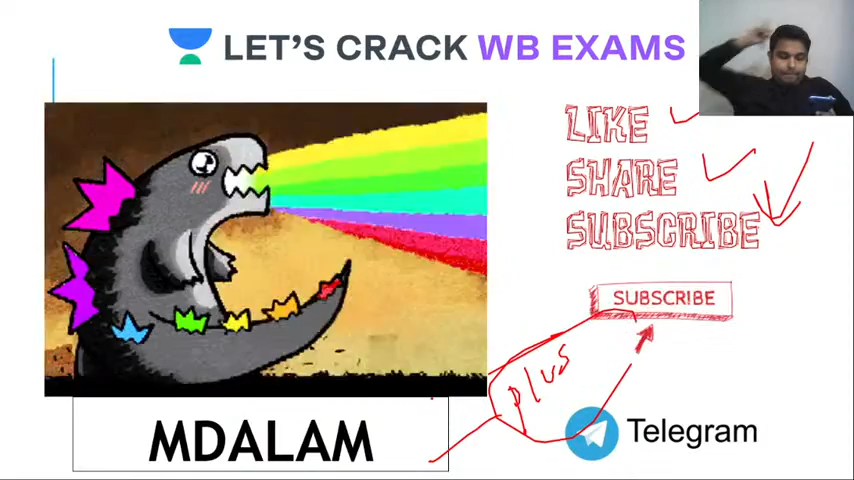 LET'S CRACK WB EXAMS
LIKE
SHARE
SUBSCRIBE
SUBSCRIBE
plus
Telegram
MDALAM